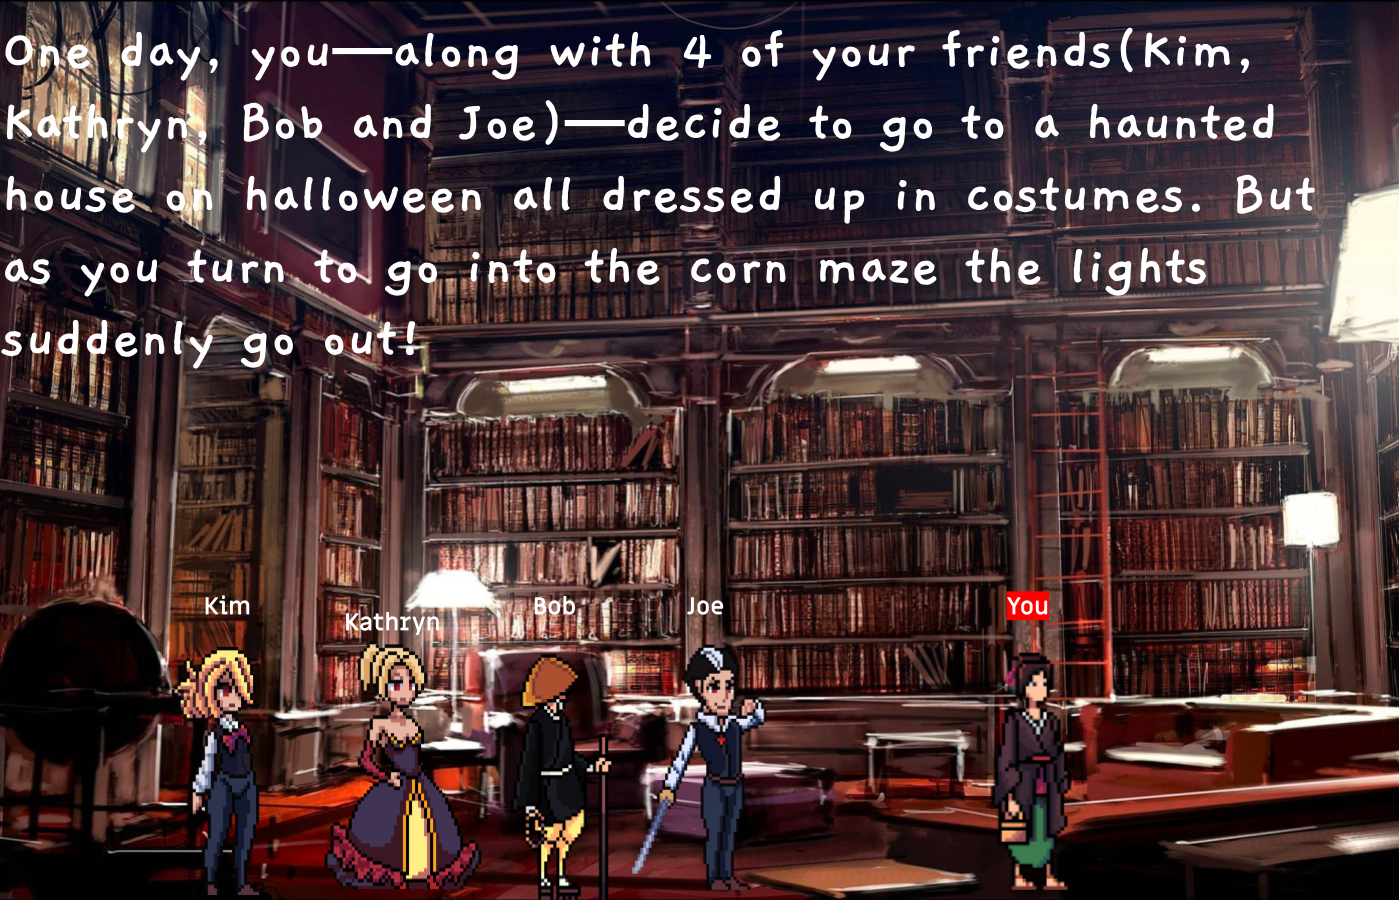 One day, you——along with 4 of your friends(Kim,
Kathryn, Bob and Joe)——decide to go to a haunted
house on halloween all dressed up in costumes. But
as you turn to go into the corn maze the lights
suddenly go out!
Kim
Kathryn
Bob
Joe
You